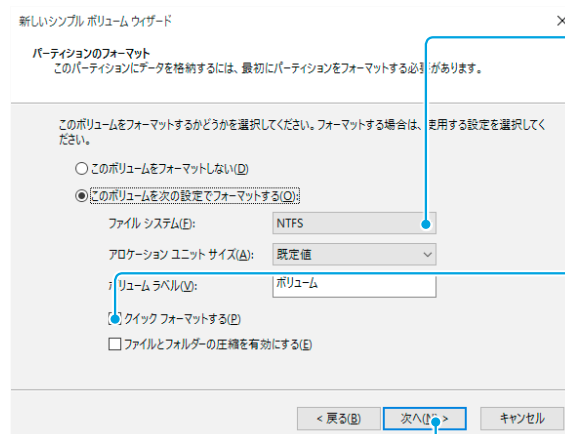 新しいシンプル ボリューム ウィザード
パーティションのフォーマット
このパーティションにデータを格納するには、最初にパーティションをフォーマットする必要があります。
このボリュームをフォーマットするかどうかを選択してください。フォーマットする場合は、使用する設定を選択してく
ださい。
このボリュームをフォーマットしない(D)
このボリュームを次の設定でフォーマットする(O):
ファイル システム(F): NTFS
アロケーション ユニット サイズ(A): 既定値
ボリューム ラベル(V): ボリューム
クイック フォーマットする(P)
ファイルとフォルダーの圧縮を有効にする(E)
< 戻る(B) 次へ(N) > キャンセル